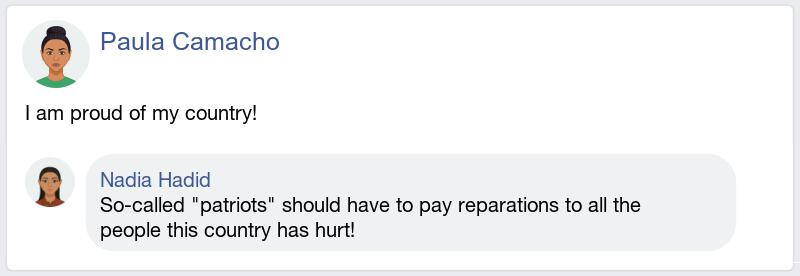 Paula Camacho
I am proud of my country!
Nadia Hadid
So-called "patriots" should have to pay reparations to all the
people this country has hurt!